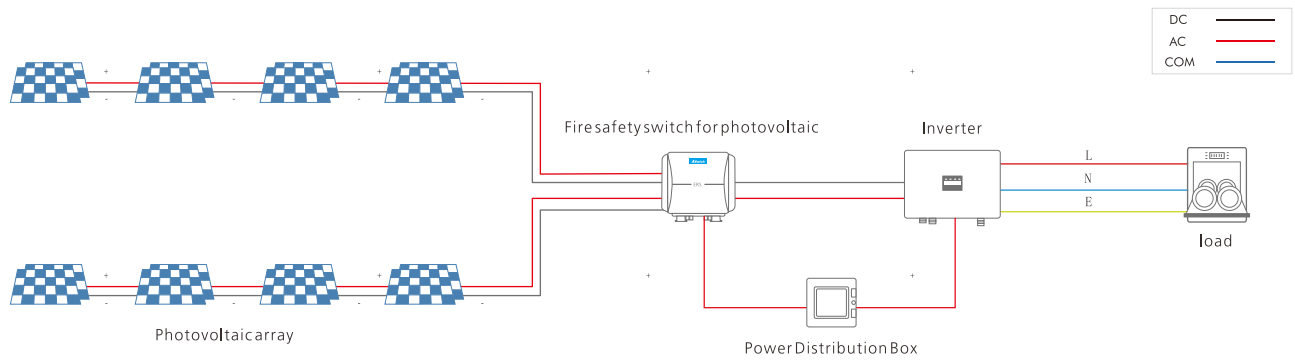 DC
AC
COM
+ + + +
- - - -
Fire safety switch for photovoltaic
Inverter
L
N
E
load
+ + + +
- - - -
Photovoltaic array
Power Distribution Box